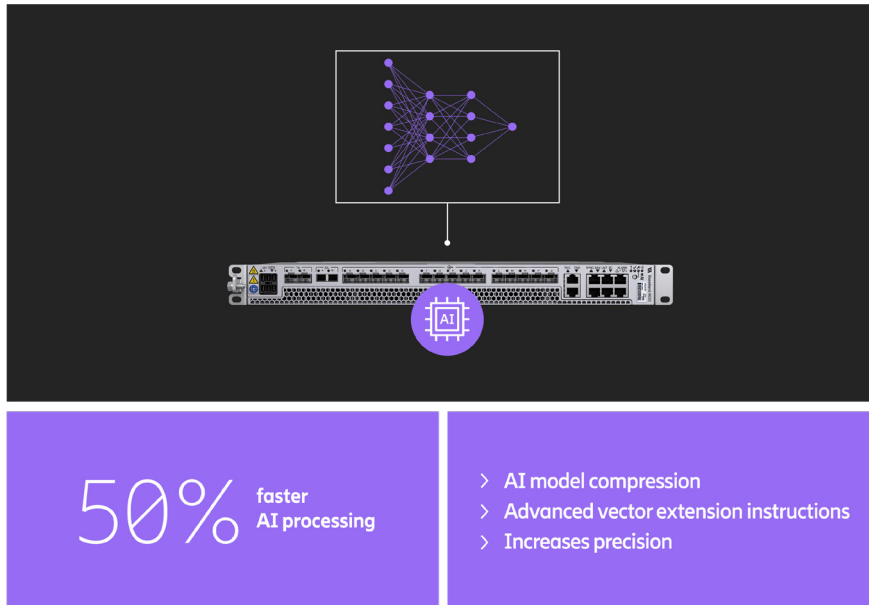 AI
50%
faster
AI processing
> AI model compression
> Advanced vector extension instructions
> Increases precision